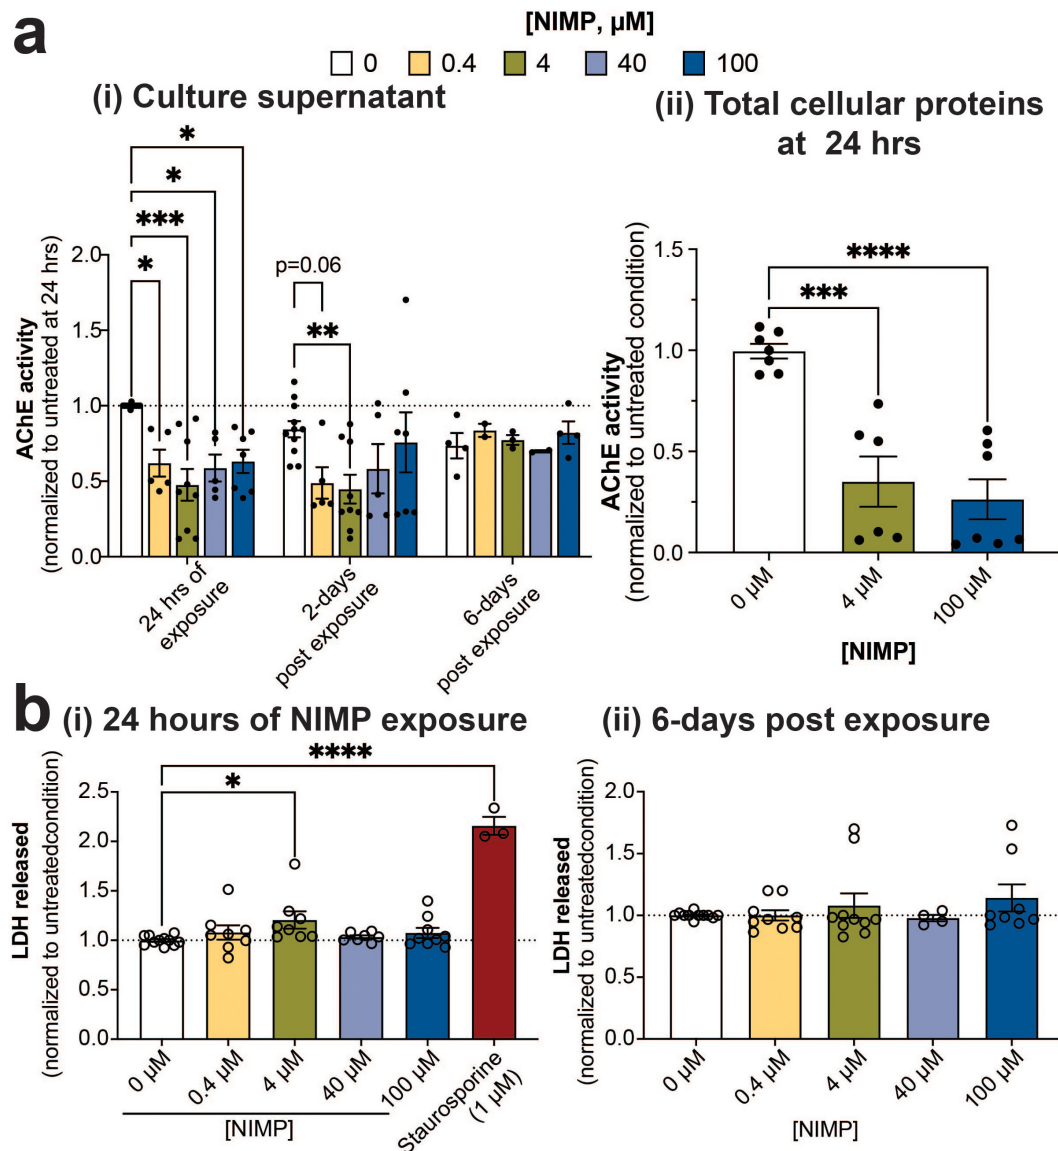 a
[NIMP, µM]
0 0.4 4 40 100
(i) Culture supernatant
(ii) Total cellular proteins
at 24 hrs
AChE activity
(normalized to untreated at 24 hrs)
2.0
1.5
1.0
0.5
0.0
*
*
***
*
p=0.06
**
24 hrs of
exposure
2-days
post exposure
6-days
post exposure
AChE activity
(normalized to untreated condition)
1.5
1.0
0.5
0.0
****
***
0 µM
4 µM
100 µM
[NIMP]
b
(i) 24 hours of NIMP exposure
(ii) 6-days post exposure
LDH released
(normalized to untreatedcondition)
2.5
2.0
1.5
1.0
0.5
0.0
****
*
0 µM
0.4 µM
4 µM
40 µM
100 µM
Staurosporine
(1 µM)
[NIMP]
LDH released
(normalized to untreatedcondition)
2.0
1.5
1.0
0.5
0.0
0 µM
0.4 µM
4 µM
40 µM
100 µM
[NIMP]